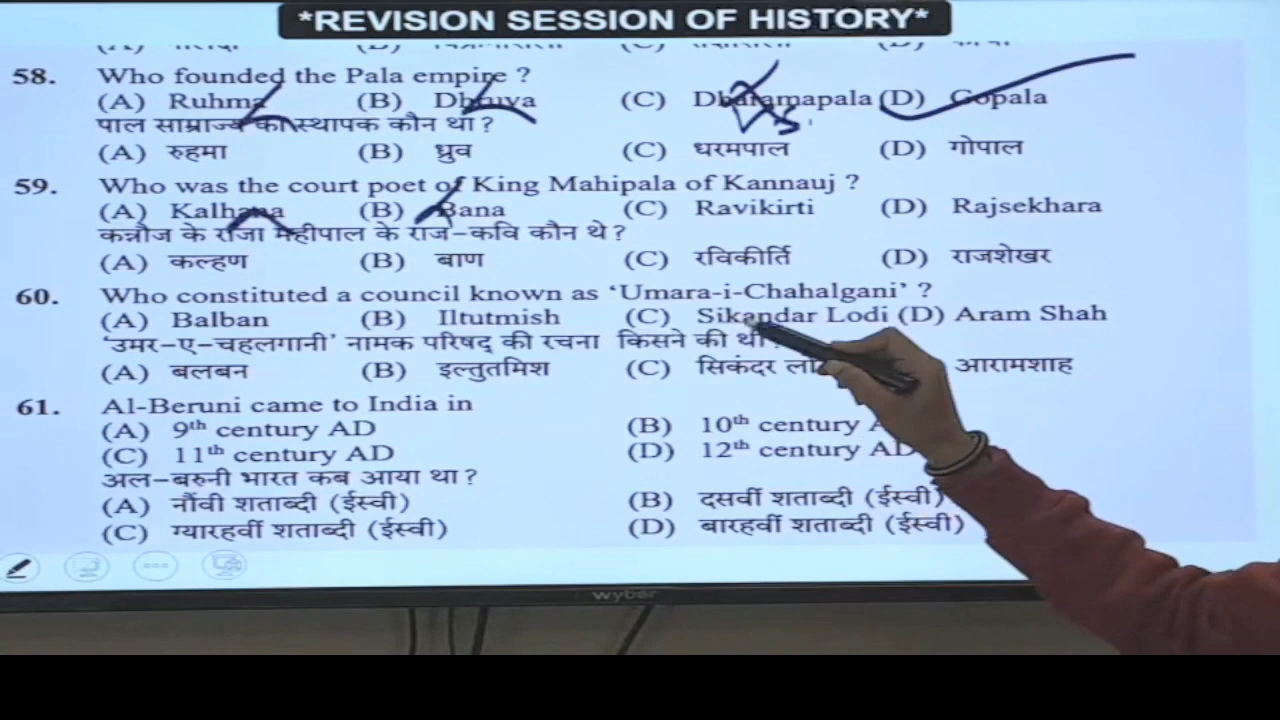 *REVISION SESSION OF HISTORY*
58. Who founded the Pala empire ?
(A) Ruhma (B) Dhruva (C) Dharamapala (D) Gopala
पाल साम्राज्य का स्थापक कौन था ?
(A) रुहमा (B) ध्रुव (C) धरमपाल (D) गोपाल
59. Who was the court poet of King Mahipala of Kannauj ?
(A) Kalhana (B) Bana (C) Ravikirti (D) Rajsekhara
कन्नौज के राजा महीपाल के राज-कवि कौन थे ?
(A) कल्हण (B) बाण (C) रविकीर्ति (D) राजशेखर
60. Who constituted a council known as ‘Umara-i-Chahalgani’ ?
(A) Balban (B) Iltutmish (C) Sikandar Lodi (D) Aram Shah
‘उमर-ए-चहलगानी’ नामक परिषद् की रचना किसने की थी
(A) बलबन (B) इल्तुतमिश (C) सिकंदर आरामशाह
61. Al-Beruni came to India in
(A) 9th century AD (B) 10th century
(C) 11th century AD (D) 12th century AD
अल-बरुनी भारत कब आया था ?
(A) नौंवी शताब्दी (ईस्वी) (B) दसवीं शताब्दी (ईस्वी)
(C) ग्यारहवीं शताब्दी (ईस्वी) (D) बारहवीं शताब्दी (ईस्वी)
wyber